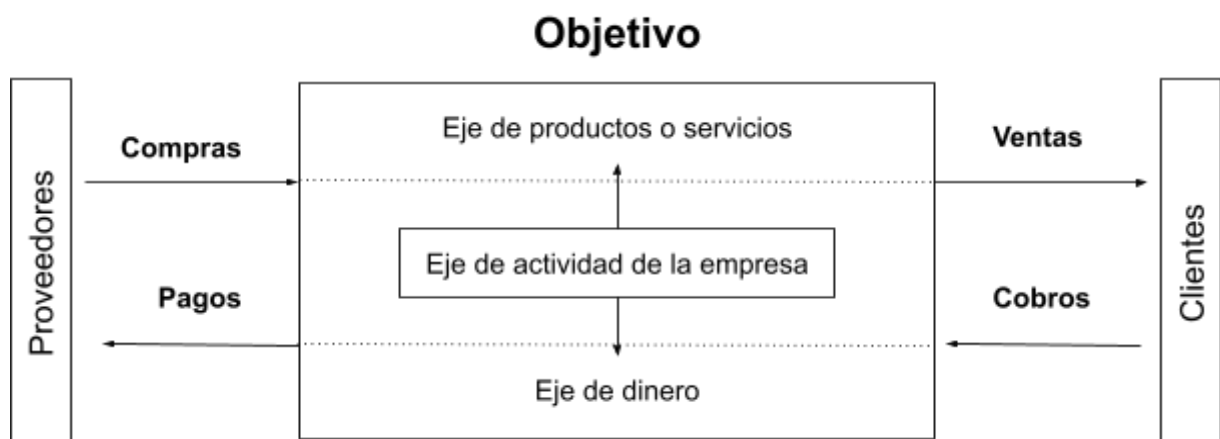 Objetivo
Proveedores
Compras
Eje de productos o servicios
Ventas
Eje de actividad de la empresa
Pagos
Cobros
Eje de dinero
Clientes